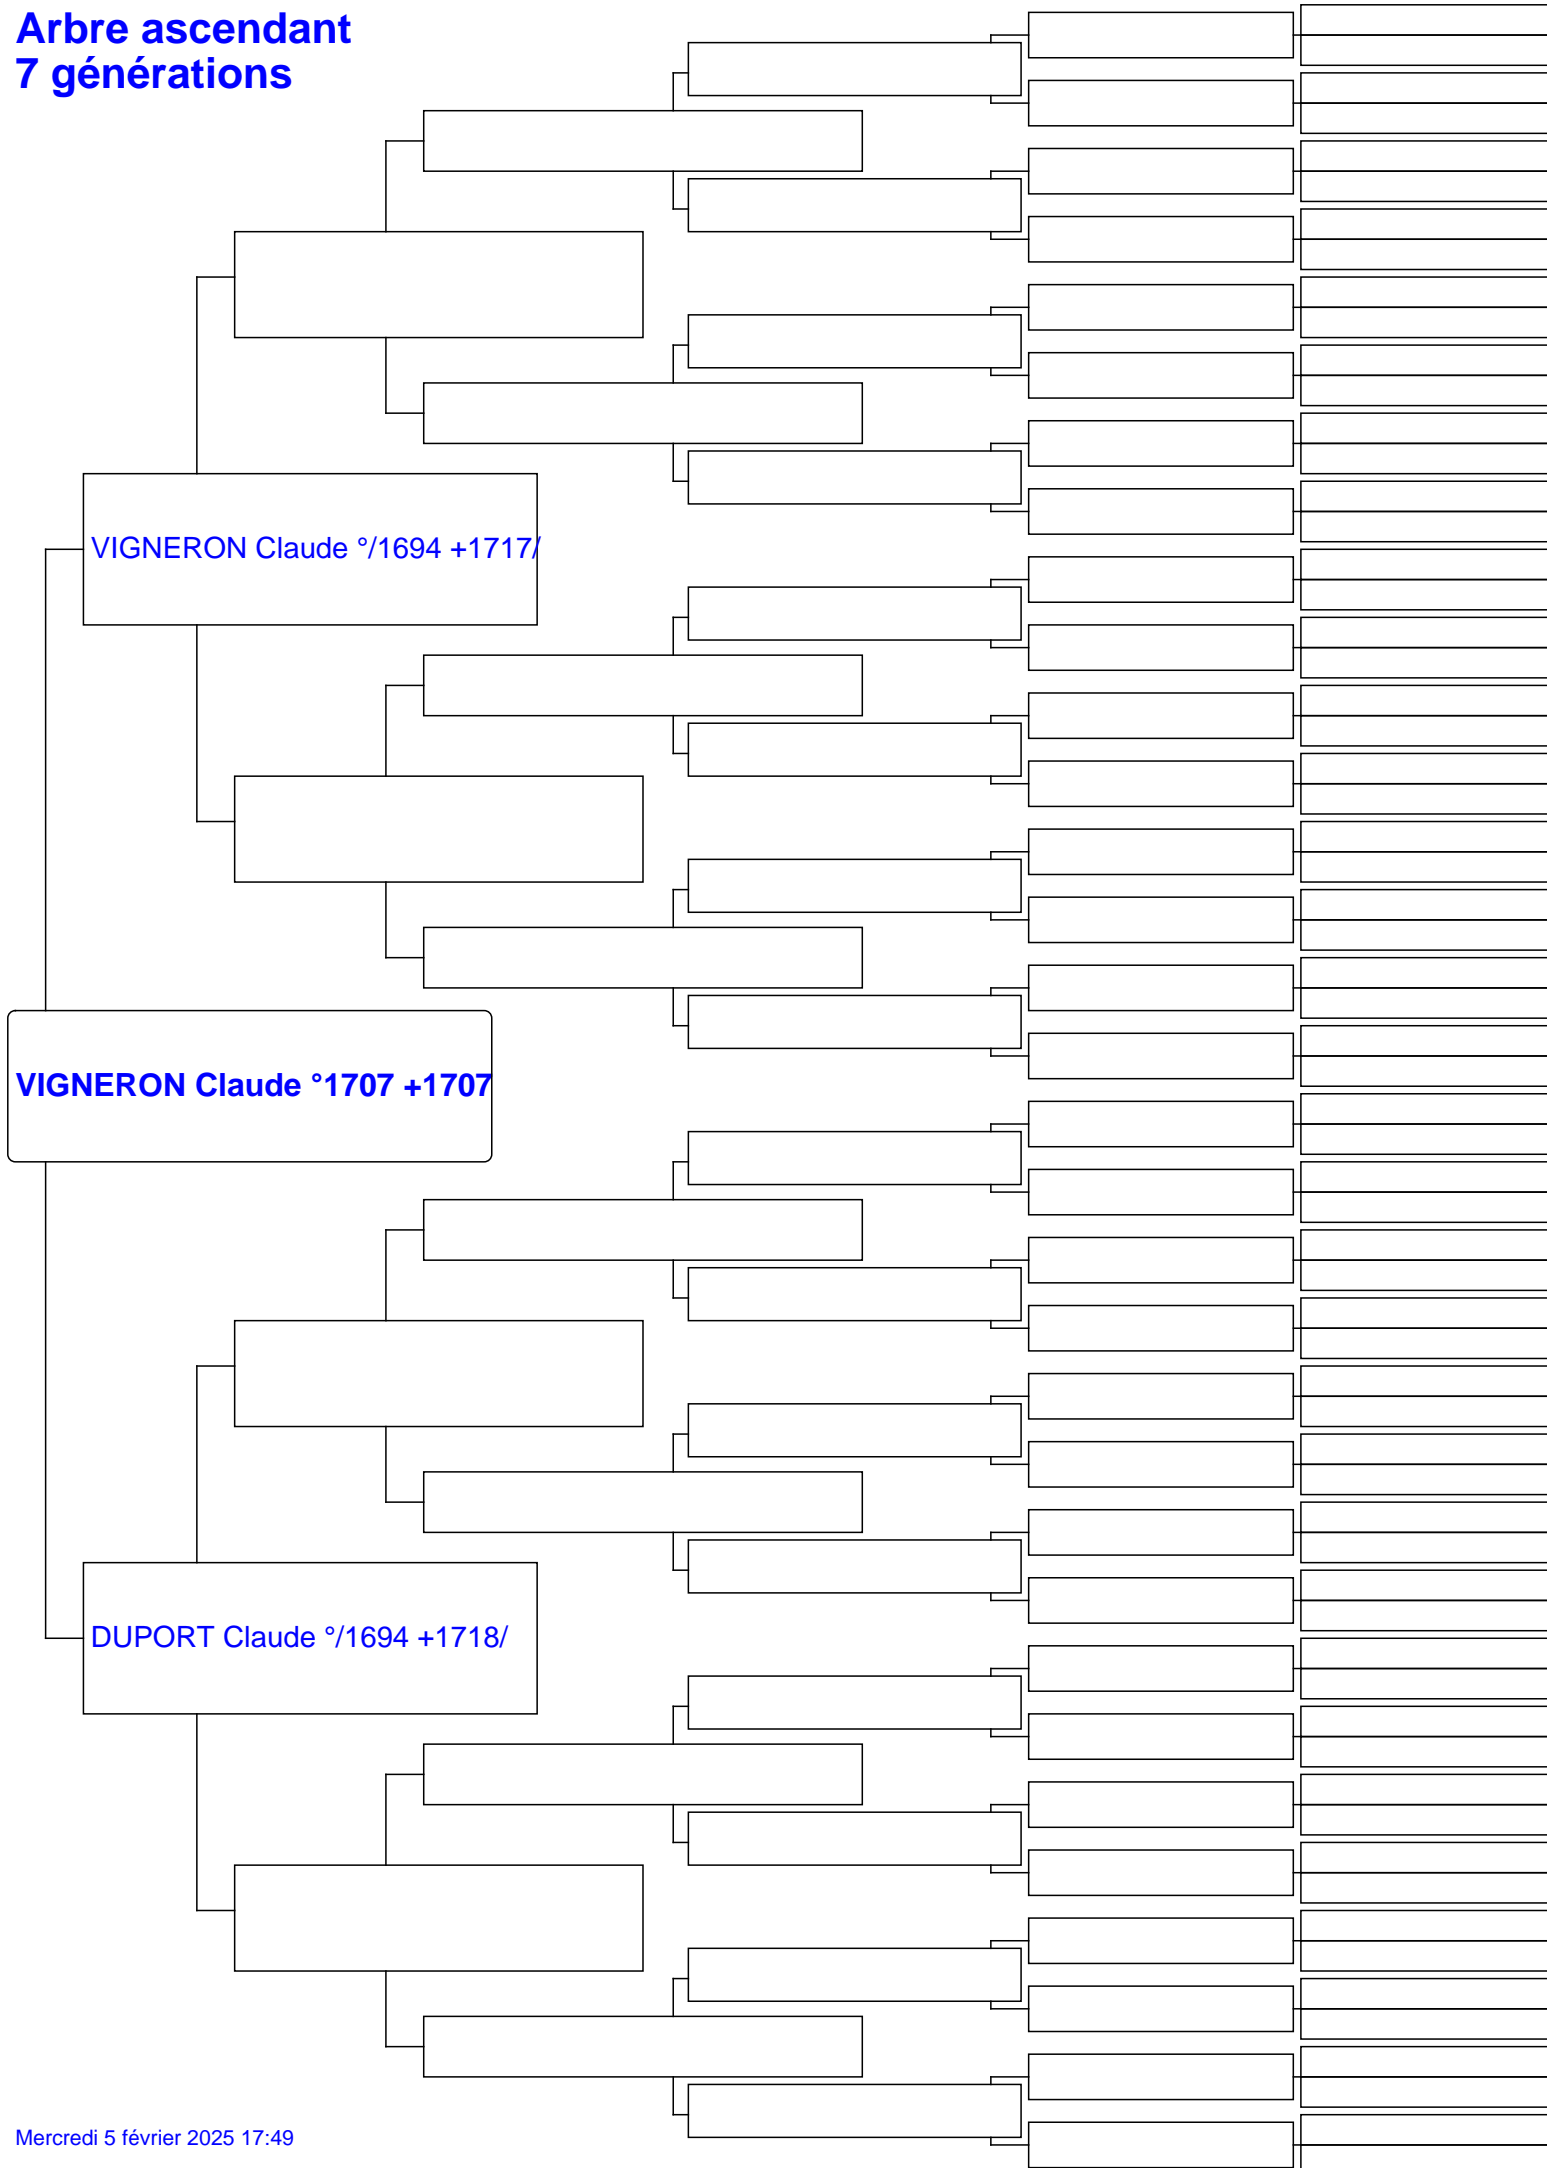 Arbre ascendant
7 générations
VIGNERON Claude °/1694 +1717/
VIGNERON Claude °1707 +1707
DUPORT Claude °/1694 +1718/
Mercredi 5 février 2025 17:49